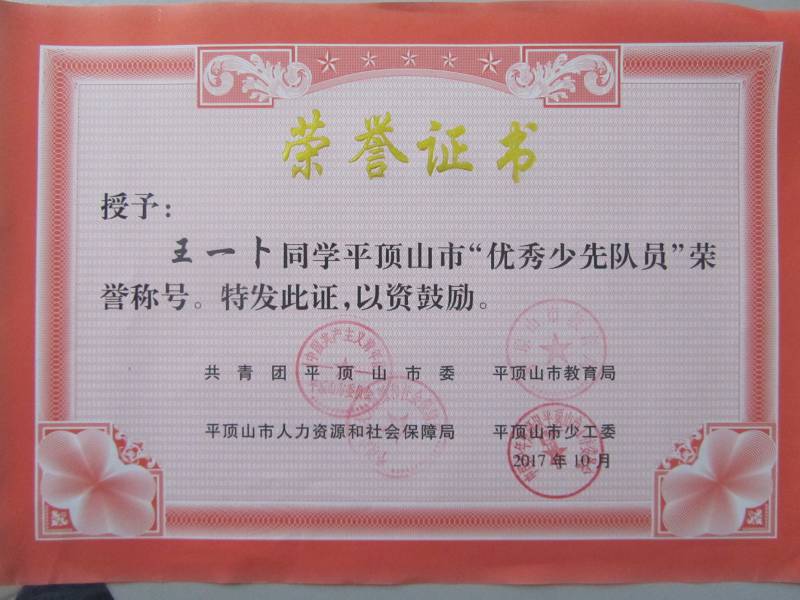 荣誉证书
授予：
王一卜同学平顶山市“优秀少先队员”荣
誉称号。特发此证，以资鼓励。
共青团平顶山市委 平顶山市教育局
平顶山市人力资源和社会保障局 平顶山市少工委
2017年10月